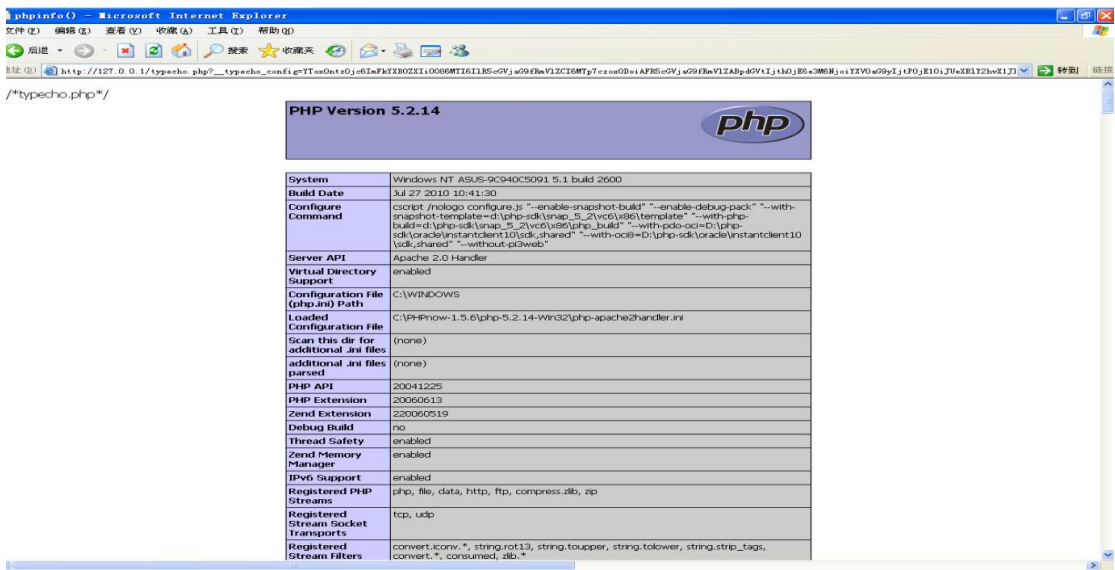 phpinfo() - Microsoft Internet Explorer
文件(F) 编辑(E) 查看(V) 收藏(A) 工具(T) 帮助(H)
后退 搜索 收藏夹
地址(D) 转到 链接
/*typecho.php*/
PHP Version 5.2.14
php
System Windows NT ASUS-9C940C5091 5.1 build 2600
Build Date Jul 27 2010 10:41:30
Configure cscript /nologo configure.js "--enable-snapshot-build" "--enable-debug-pack" "--with-
Command snapshot-template=d:\php-sdk\snap_5_2\vc6\x86\template" "--with-php-
build=d:\php-sdk\snap_5_2\vc6\x86\php_build" "--with-pdo-oci=D:\php-
sdk\oracle\instantclient10\sdk,shared" "--with-oci8=D:\php-sdk\oracle\instantclient10
\sdk,shared" "--without-pi3web"
Server API Apache 2.0 Handler
Virtual Directory enabled
Support
Configuration File C:\WINDOWS
(php.ini) Path
Loaded C:\PHPnow-1.5.6\php-5.2.14-Win32\php-apache2handler.ini
Configuration File
Scan this dir for (none)
additional .ini files
additional .ini files (none)
parsed
PHP API 20041225
PHP Extension 20060613
Zend Extension 220060519
Debug Build no
Thread Safety enabled
Zend Memory enabled
Manager
IPv6 Support enabled
Registered PHP php, file, data, http, ftp, compress.zlib, zip
Streams
Registered tcp, udp
Stream Socket
Transports
Registered convert.iconv.*, string.rot13, string.toupper, string.tolower, string.strip_tags,
Stream Filters convert.*, consumed, zlib.*